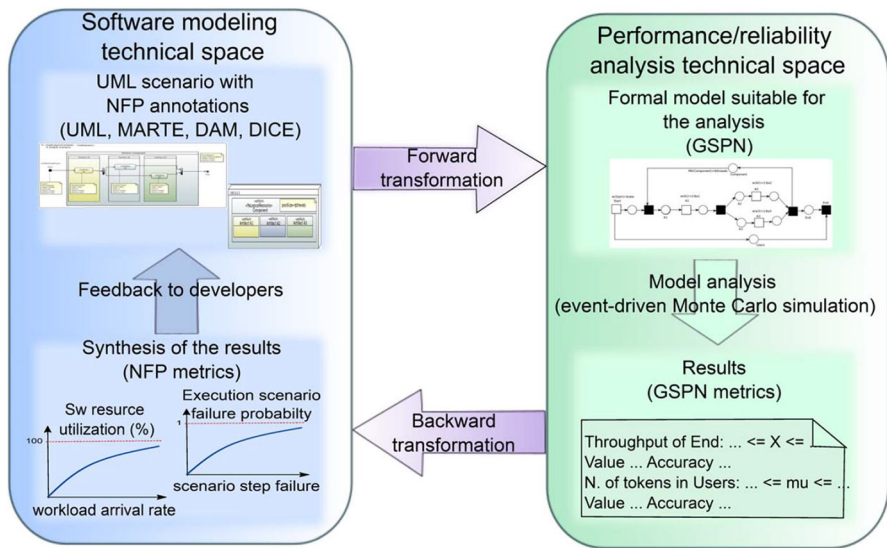 Software modeling
technical space
UML scenario with
NFP annotations
(UML, MARTE, DAM, DICE)
Feedback to developers
Synthesis of the results
(NFP metrics)
Sw resurce
utilization (%)
100
workload arrival rate
Execution scenario
failure probabilty
1
scenario step failure
Forward
transformation
Backward
transformation
Performance/reliability
analysis technical space
Formal model suitable for
the analysis
(GSPN)
Model analysis
(event-driven Monte Carlo simulation)
Results
(GSPN metrics)
Throughput of End: ... <= X <= ...
Value ... Accuracy ...
N. of tokens in Users: ... <= mu <= ...
Value ... Accuracy ...